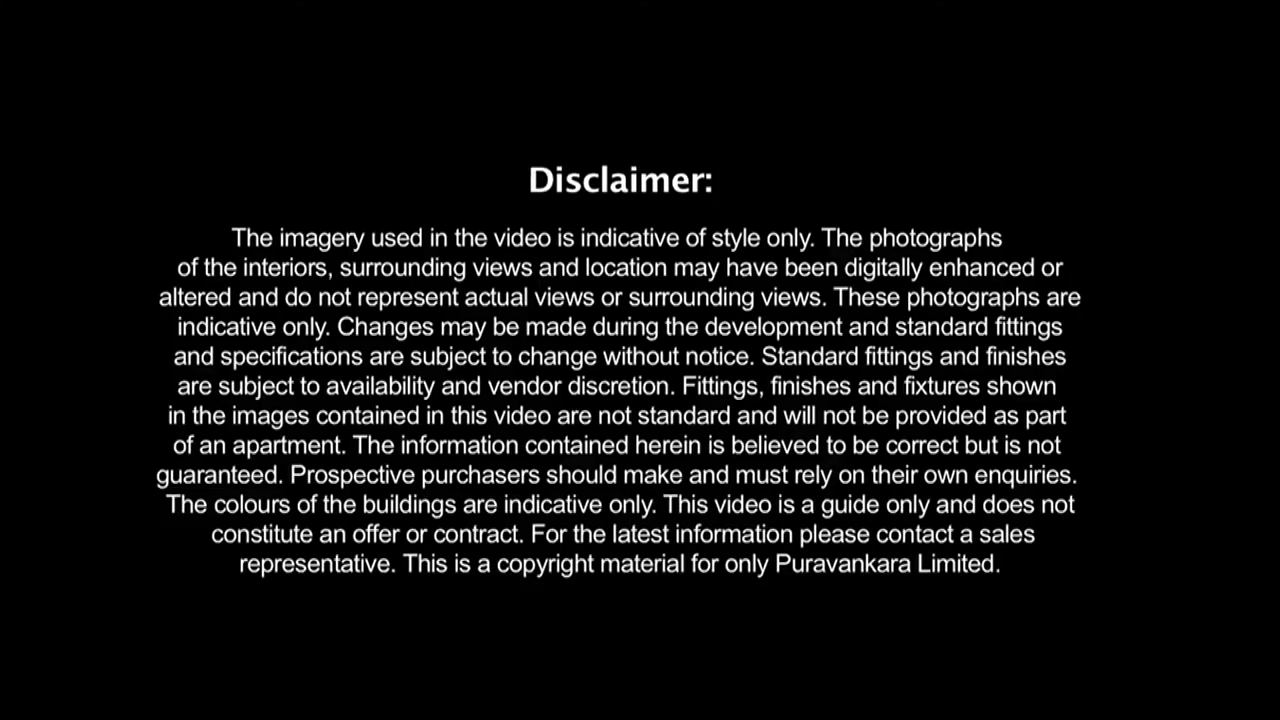 Disclaimer:
The imagery used in the video is indicative of style only. The photographs
of the interiors, surrounding views and location may have been digitally enhanced or
altered and do not represent actual views or surrounding views. These photographs are
indicative only. Changes may be made during the development and standard fittings
and specifications are subject to change without notice. Standard fittings and finishes
are subject to availability and vendor discretion. Fittings, finishes and fixtures shown
in the images contained in this video are not standard and will not be provided as part
of an apartment. The information contained herein is believed to be correct but is not
guaranteed. Prospective purchasers should make and must rely on their own enquiries.
The colours of the buildings are indicative only. This video is a guide only and does not
constitute an offer or contract. For the latest information please contact a sales
representative. This is a copyright material for only Puravankara Limited.